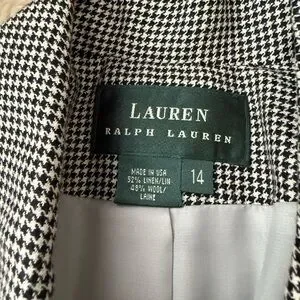 LAUREN
RALPH LAUREN
MADE IN USA
52% LINEN/LIN
48% WOOL/
LAINE
14